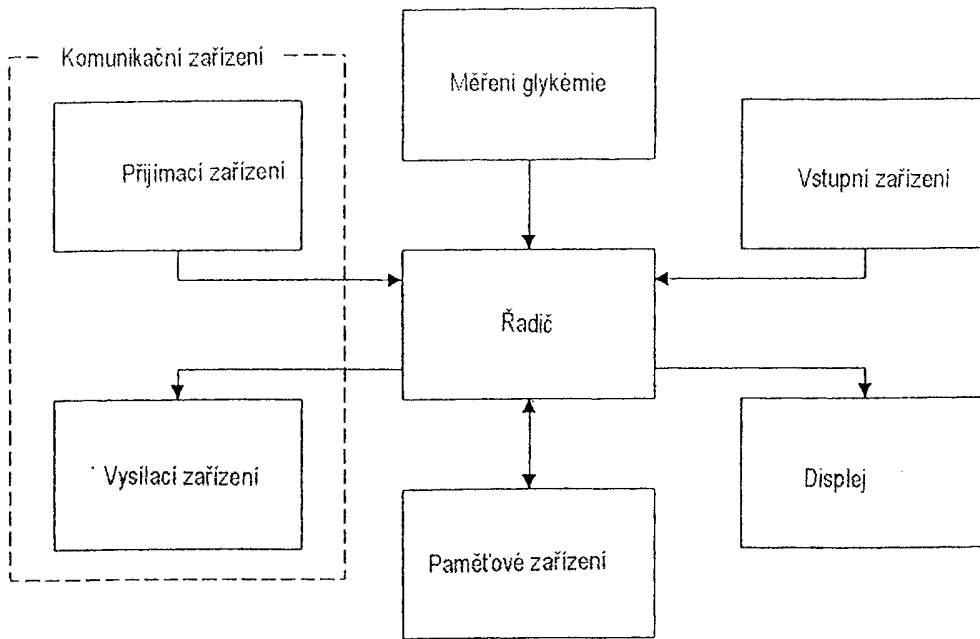 Komunikační zařízení
Měření glykémie
Přijímací zařízení
Vstupní zařízení
Řadič
Vysílací zařízení
Displej
Paměťové zařízení